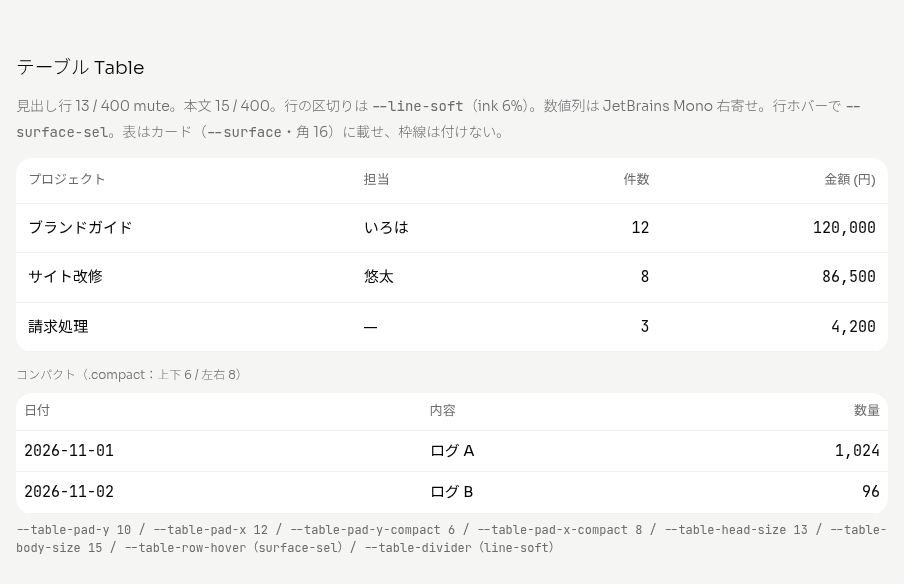 テーブル Table
見出し行 13 / 400 mute。本文 15 / 400。行の区切りは --line-soft（ink 6%）。数値列は JetBrains Mono 右寄せ。行ホバーで --
surface-sel。表はカード（--surface・角 16）に載せ、枠線は付けない。
プロジェクト 担当 件数 金額 (円)
ブランドガイド いろは 12 120,000
サイト改修 悠太 8 86,500
請求処理 — 3 4,200
コンパクト（.compact：上下 6 / 左右 8）
日付 内容 数量
2026-11-01 ログ A 1,024
2026-11-02 ログ B 96
--table-pad-y 10 / --table-pad-x 12 / --table-pad-y-compact 6 / --table-pad-x-compact 8 / --table-head-size 13 / --table-
body-size 15 / --table-row-hover（surface-sel）/ --table-divider（line-soft）